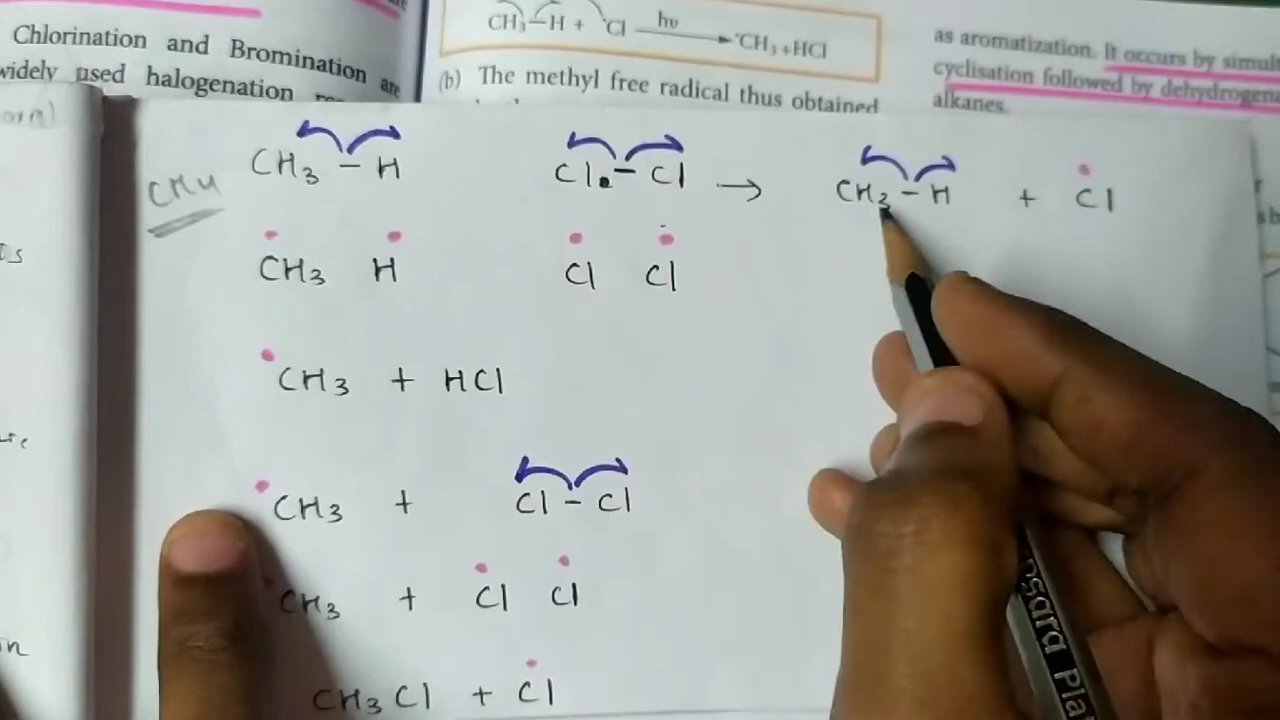 Chlorination and Bromination are
widely used halogenation
CH₃—H + ˙Cl hν → ˙CH₃ + HCl
(b) The methyl free radical thus obtained
as aromatization. It occurs by
cyclisation followed by
alkanes.
CH₄
CH₃ – H Cl.–Cl → CH₃ – H + Cl
CH₃ H Cl Cl
CH₃ + HCl
CH₃ + Cl – Cl
CH₃ + Cl Cl
CH₃Cl + Cl